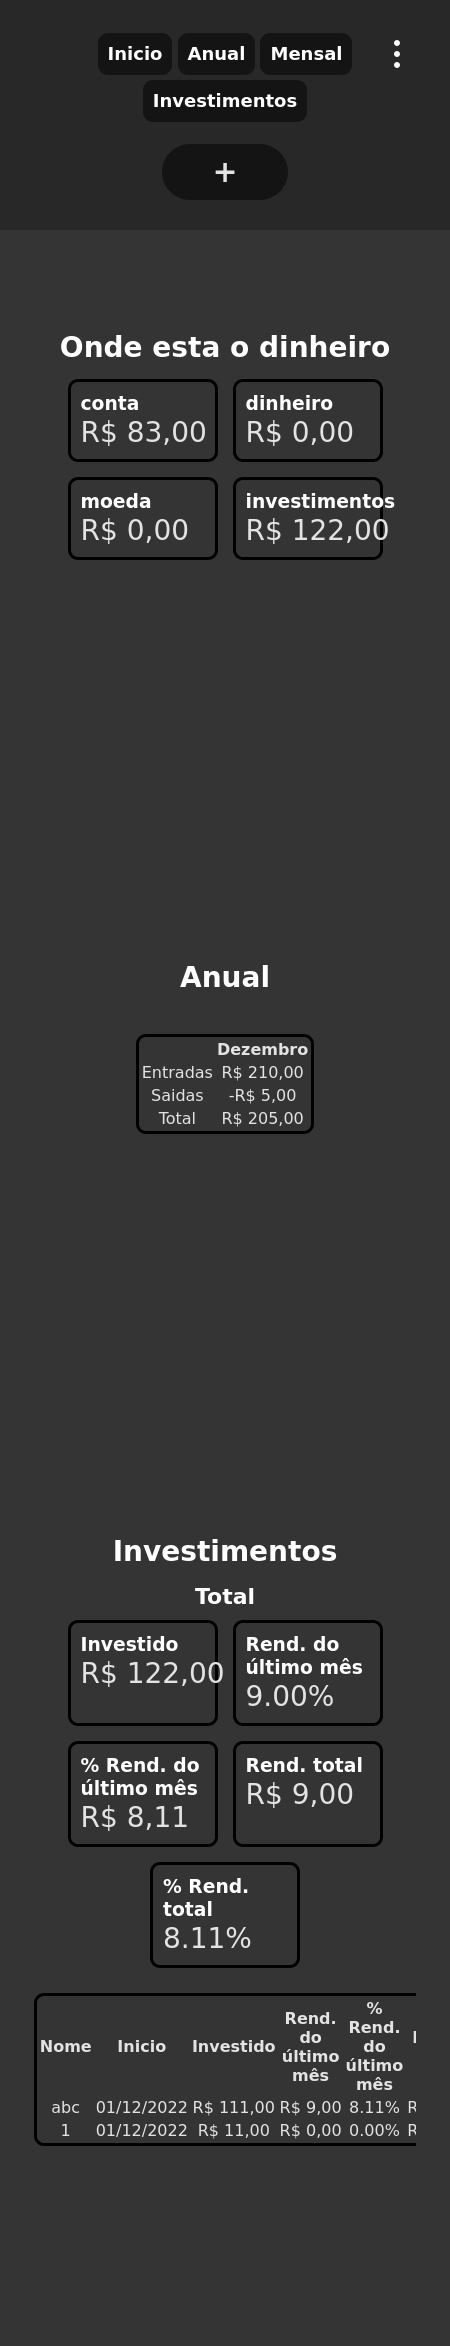 Inicio Anual Mensal
Investimentos
+
Onde esta o dinheiro
conta dinheiro
R$ 83,00 R$ 0,00
moeda investimentos
R$ 0,00 R$ 122,00
Anual
Dezembro
Entradas R$ 210,00
Saidas -R$ 5,00
Total R$ 205,00
Investimentos
Total
Investido
R$ 122,00
Rend. do
último mês
9.00%
% Rend. do
último mês
R$ 8,11
Rend. total
R$ 9,00
% Rend.
total
8.11%
Nome Inicio Investido Rend. do último mês % Rend. do último mês
abc 01/12/2022 R$ 111,00 R$ 9,00 8.11% R
1 01/12/2022 R$ 11,00 R$ 0,00 0.00% R